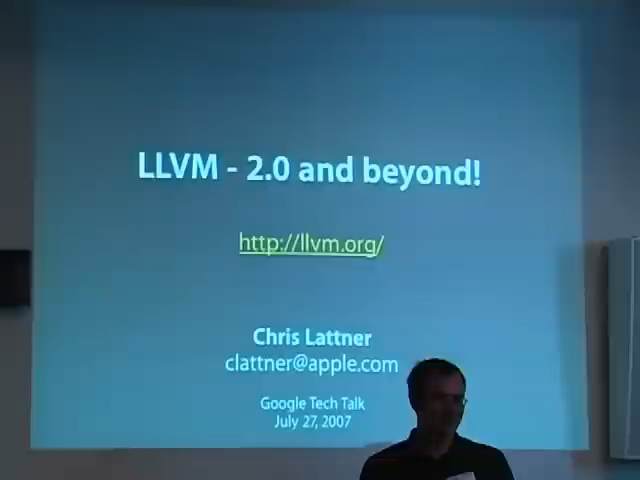 LLVM - 2.0 and beyond!
http://llvm.org/
Chris Lattner
clattner@apple.com
Google Tech Talk
July 27, 2007